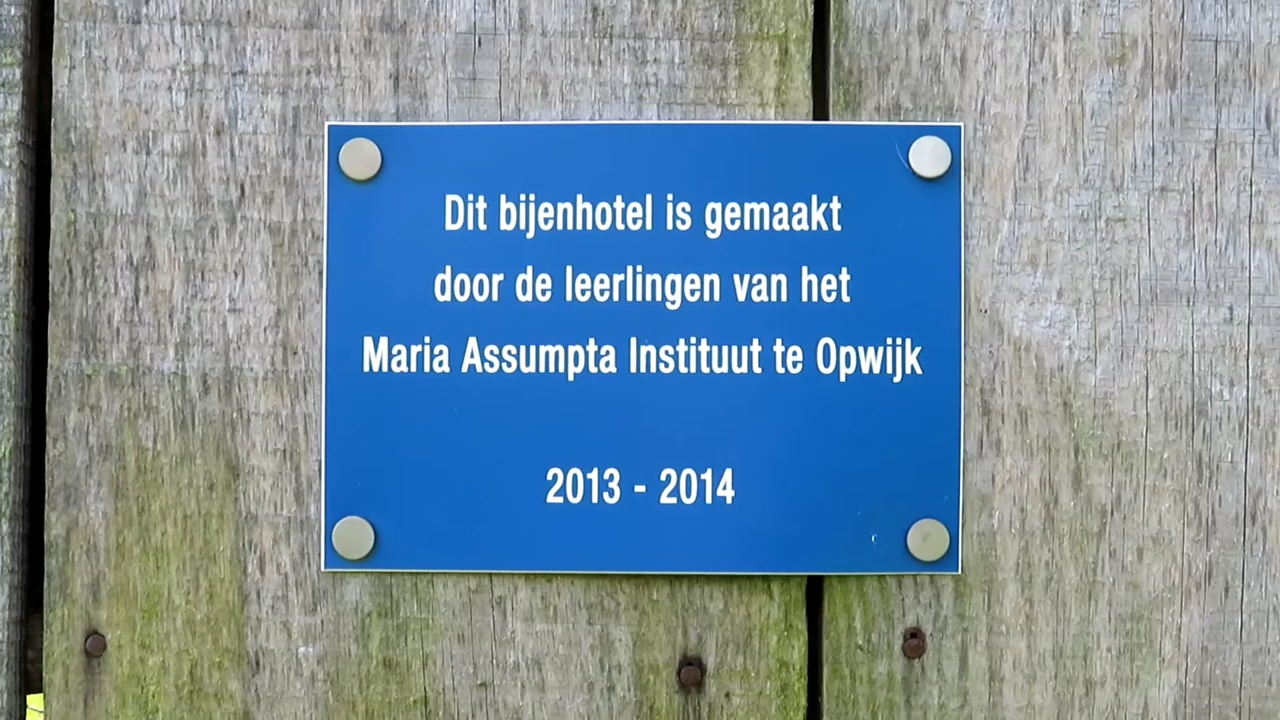 Dit bijenhotel is gemaakt
door de leerlingen van het
Maria Assumpta Instituut te Opwijk
2013 - 2014